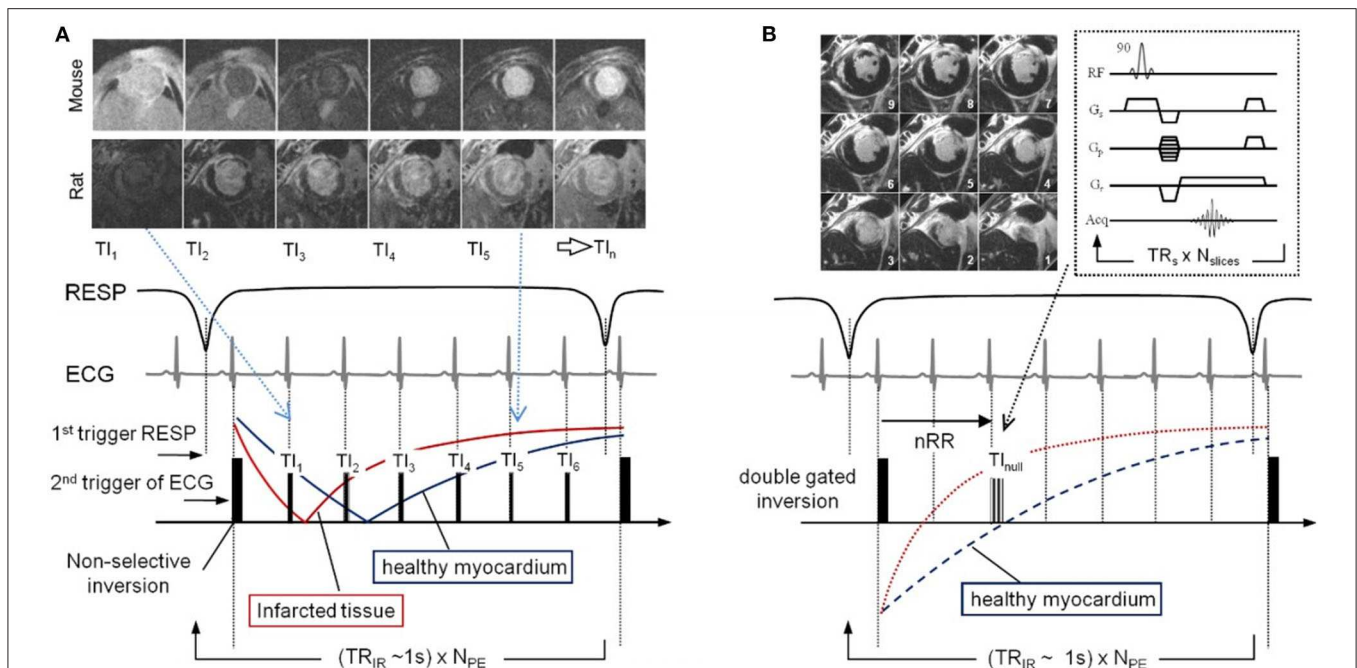 A
Mouse
Rat
TI1
TI2
TI3
TI4
TI5
TIn
RESP
ECG
1st trigger RESP
2nd trigger of ECG
TI1
TI2
TI3
TI4
TI5
TI6
Non-selective
inversion
healthy myocardium
Infarcted tissue
(TRIR ~1s) x NPE
B
9
8
7
6
5
4
3
2
1
90
RF
Gs
Gp
Gr
Acq
TRs x Nslices
nRR
TInull
double gated
inversion
healthy myocardium
(TRIR ~ 1s) x NPE